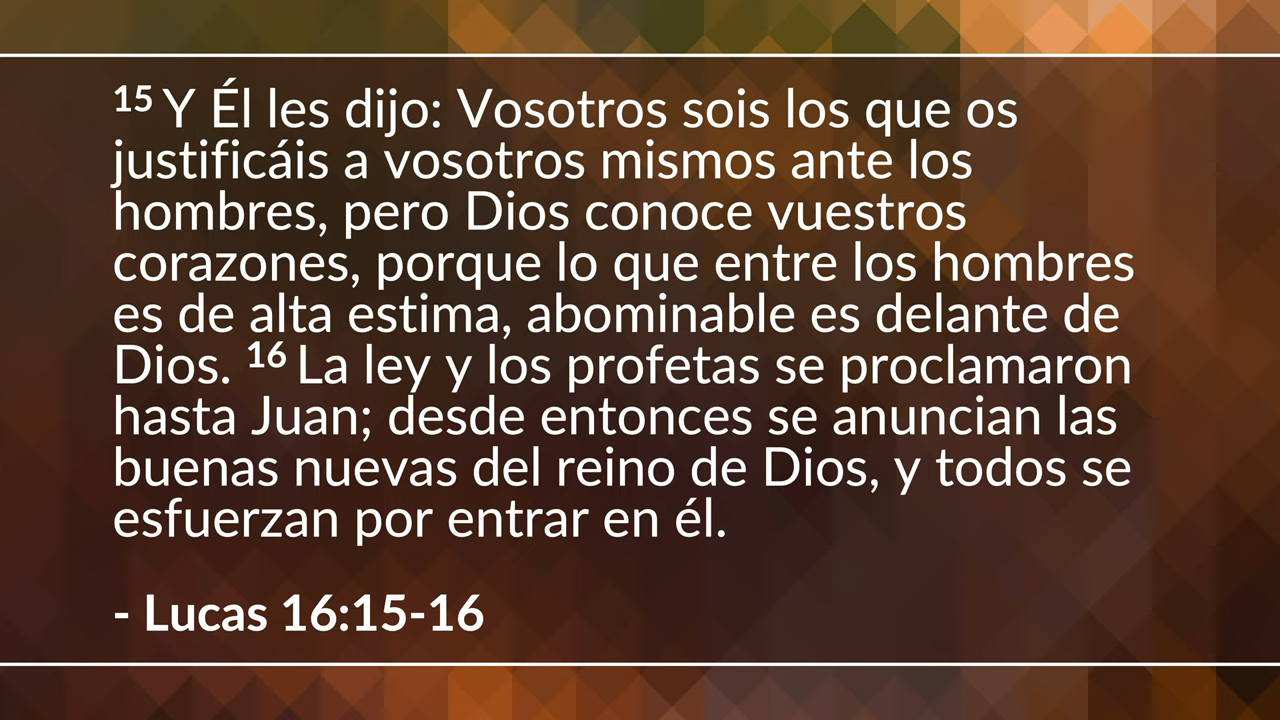 15 Y Él les dijo: Vosotros sois los que os
justificáis a vosotros mismos ante los
hombres, pero Dios conoce vuestros
corazones, porque lo que entre los hombres
es de alta estima, abominable es delante de
Dios. 16 La ley y los profetas se proclamaron
hasta Juan; desde entonces se anuncian las
buenas nuevas del reino de Dios, y todos se
esfuerzan por entrar en él.
- Lucas 16:15-16